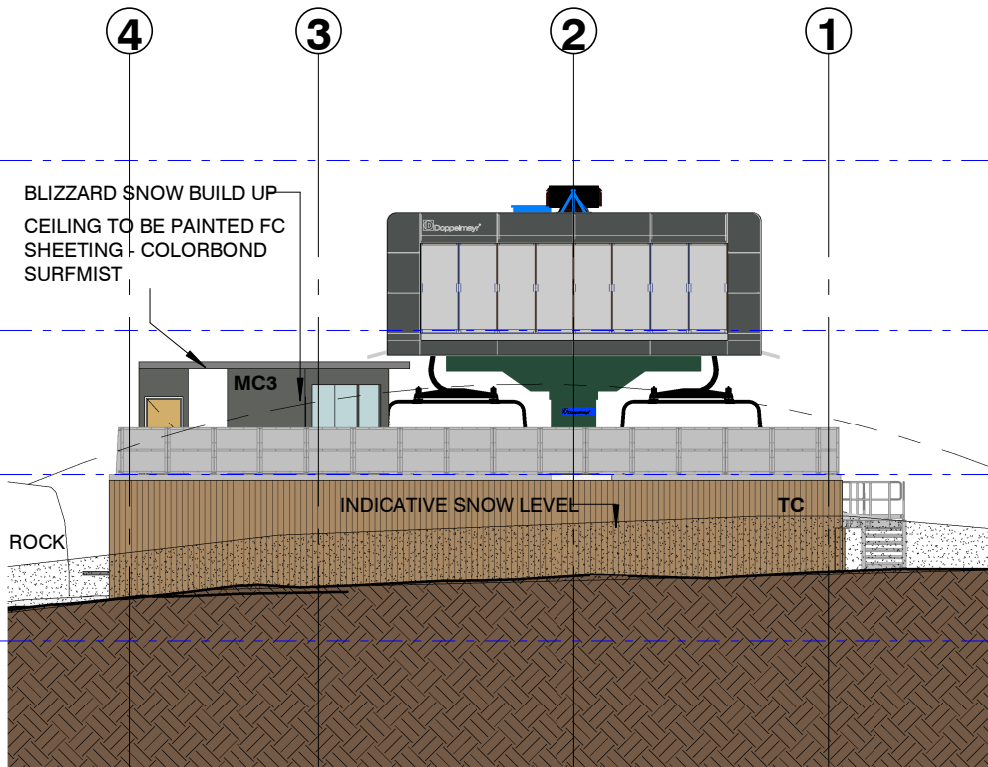 4
3
2
1
BLIZZARD SNOW BUILD UP
CEILING TO BE PAINTED FC
SHEETING - COLORBOND
SURFMIST
Doppelmayr
MC3
Doppelmayr
INDICATIVE SNOW LEVEL
TC
ROCK